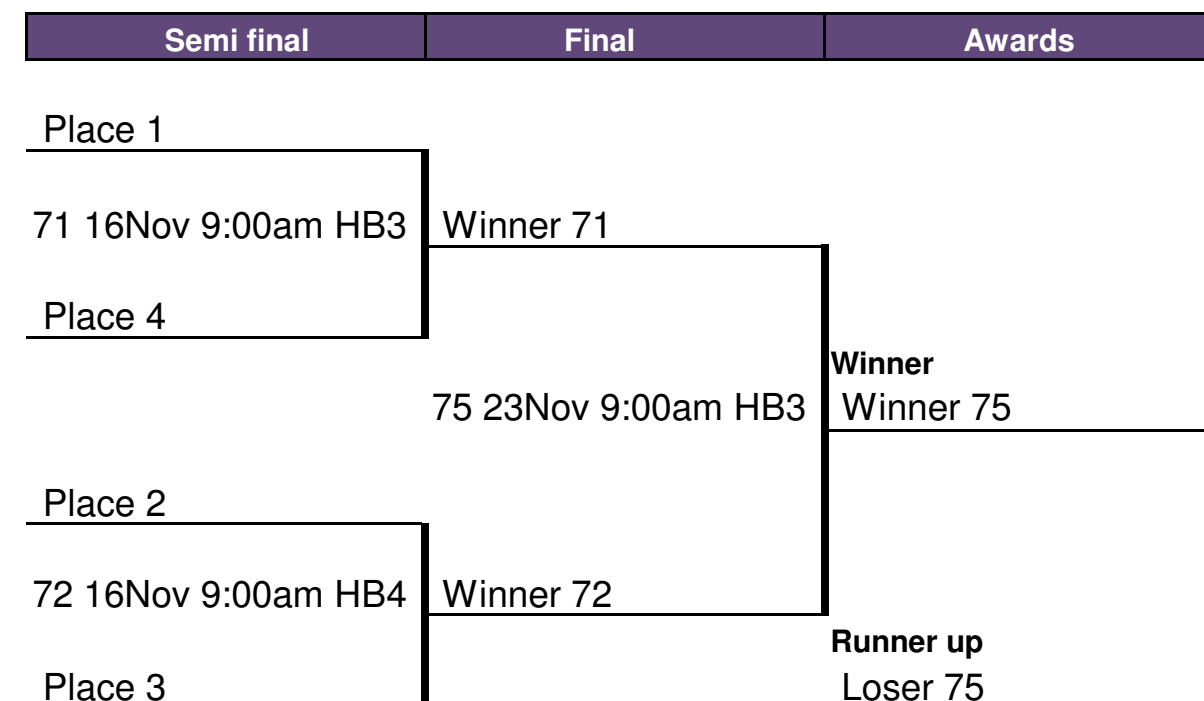 Semi final Final Awards
Place 1
71 16Nov 9:00am HB3 Winner 71
Place 4
Winner
75 23Nov 9:00am HB3 Winner 75
Place 2
72 16Nov 9:00am HB4 Winner 72
Runner up
Place 3 Loser 75